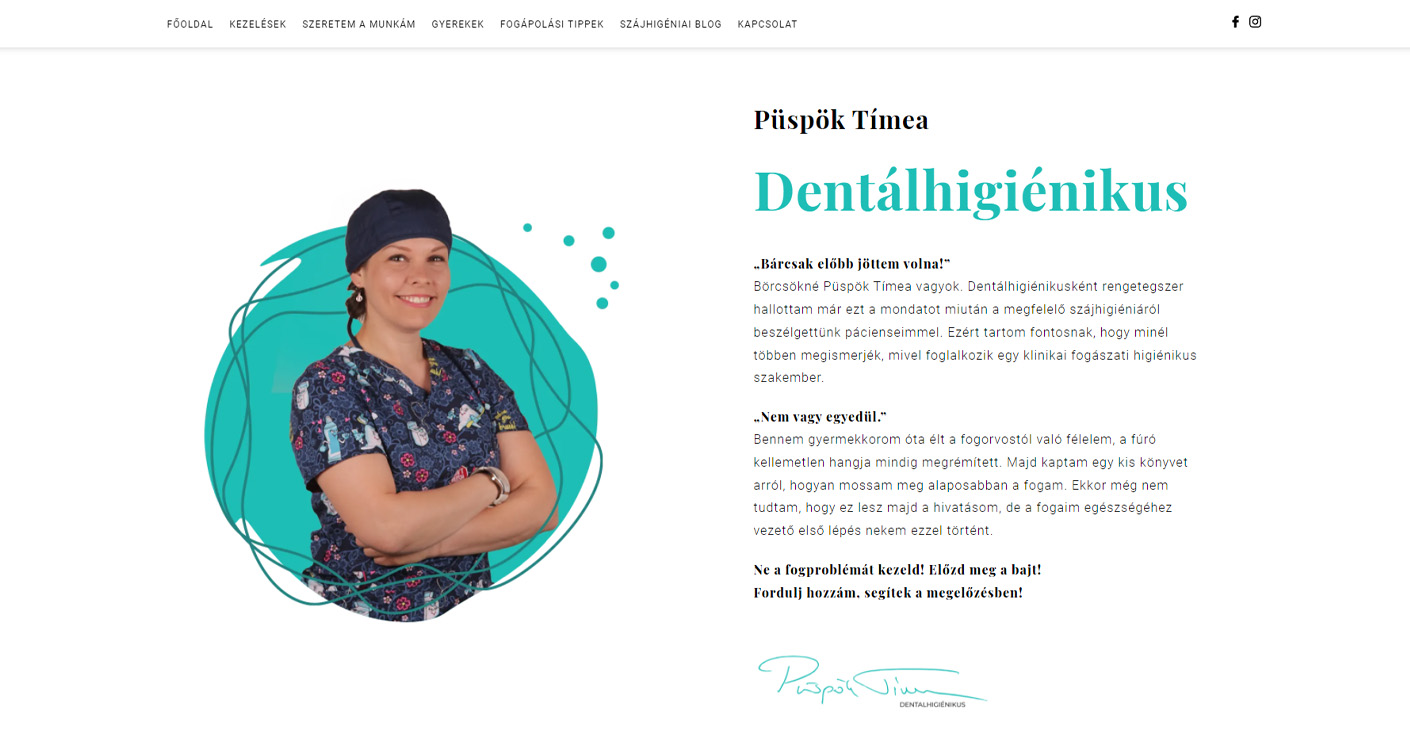 FŐOLDAL KEZELÉSEK SZERETEM A MUNKÁM GYEREKEK FOGÁPOLÁSI TIPPEK SZÁJHIGÉNIAI BLOG KAPCSOLAT
Püspök Tímea
Dentálhigiénikus
„Bárcsak előbb jöttem volna!”
Börcsökné Püspök Tímea vagyok. Dentálhigiénikusként rengetegszer
hallottam már ezt a mondatot miután a megfelelő szájhigiéniáról
beszélgettünk pácienseimmel. Ezért tartom fontosnak, hogy minél
többen megismerjék, mivel foglalkozik egy klinikai fogászati higiénikus
szakember.
„Nem vagy egyedül.”
Bennem gyermekkorom óta élt a fogorvostól való félelem, a fúró
kellemetlen hangja mindig megrémített. Majd kaptam egy kis könyvet
arról, hogyan mossam meg alaposabban a fogam. Ekkor még nem
tudtam, hogy ez lesz majd a hivatásom, de a fogaim egészségéhez
vezető első lépés nekem ezzel történt.
Ne a fogproblémát kezeld! Előzd meg a bajt!
Fordulj hozzám, segítek a megelőzésben!
Püspök Tímea
DENTALHIGIÉNIKUS